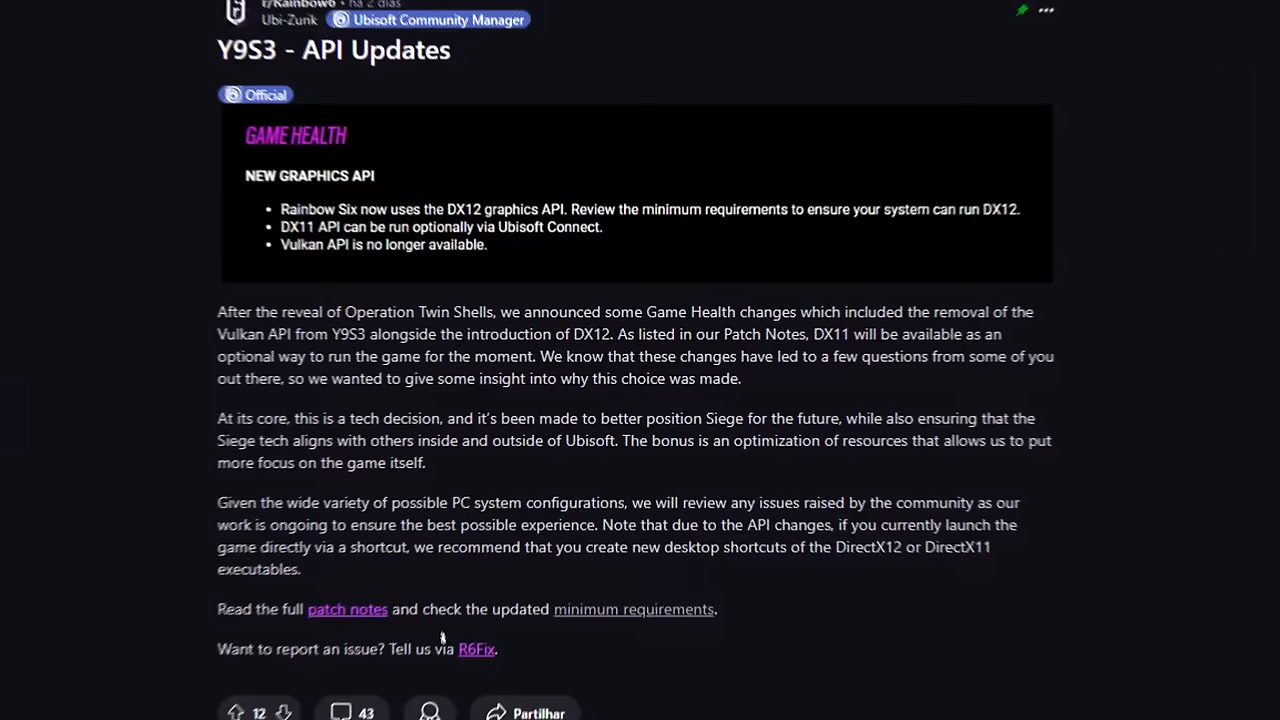 r/Rainbow6 • há 2 dias
Ubi-Zunk Ubisoft Community Manager
Y9S3 - API Updates
Official
GAME HEALTH
NEW GRAPHICS API
• Rainbow Six now uses the DX12 graphics API. Review the minimum requirements to ensure your system can run DX12.
• DX11 API can be run optionally via Ubisoft Connect.
• Vulkan API is no longer available.
After the reveal of Operation Twin Shells, we announced some Game Health changes which included the removal of the
Vulkan API from Y9S3 alongside the introduction of DX12. As listed in our Patch Notes, DX11 will be available as an
optional way to run the game for the moment. We know that these changes have led to a few questions from some of you
out there, so we wanted to give some insight into why this choice was made.
At its core, this is a tech decision, and it's been made to better position Siege for the future, while also ensuring that the
Siege tech aligns with others inside and outside of Ubisoft. The bonus is an optimization of resources that allows us to put
more focus on the game itself.
Given the wide variety of possible PC system configurations, we will review any issues raised by the community as our
work is ongoing to ensure the best possible experience. Note that due to the API changes, if you currently launch the
game directly via a shortcut, we recommend that you create new desktop shortcuts of the DirectX12 or DirectX11
executables.
Read the full patch notes and check the updated minimum requirements.
Want to report an issue? Tell us via R6Fix.
12 43 Partilhar